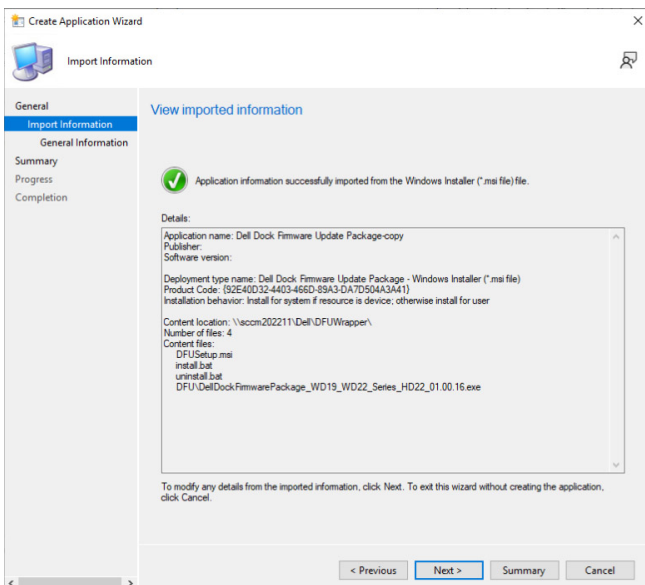 Create Application Wizard
Import Information
General
Import Information
General Information
Summary
Progress
Completion
View imported information
Application information successfully imported from the Windows Installer (*.msi file) file.
Details:
Application name: Dell Dock Firmware Update Package-copy
Publisher:
Software version:
Deployment type name: Dell Dock Firmware Update Package - Windows Installer (*.msi file)
Product Code: {92E40D32-4403-466D-89A3-DA7D504A3A41}
Installation behavior: Install for system if resource is device; otherwise install for user
Content location: \\sccm202211\Dell\DFUWrapper\
Number of files: 4
Content files:
DFUSetup.msi
install.bat
uninstall.bat
DFU\DellDockFirmwarePackage_WD19_WD22_Series_HD22_01.00.16.exe
To modify any details from the imported information, click Next. To exit this wizard without creating the application,
click Cancel.
< Previous
Next >
Summary
Cancel